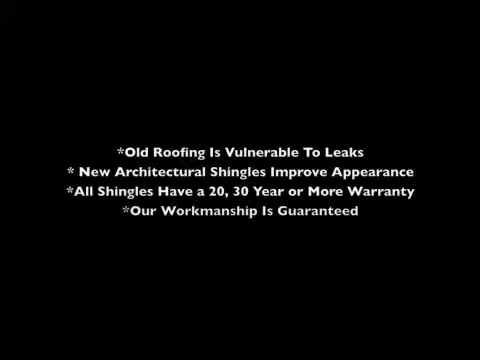 *Old Roofing Is Vulnerable To Leaks
* New Architectural Shingles Improve Appearance
*All Shingles Have a 20, 30 Year or More Warranty
*Our Workmanship Is Guaranteed